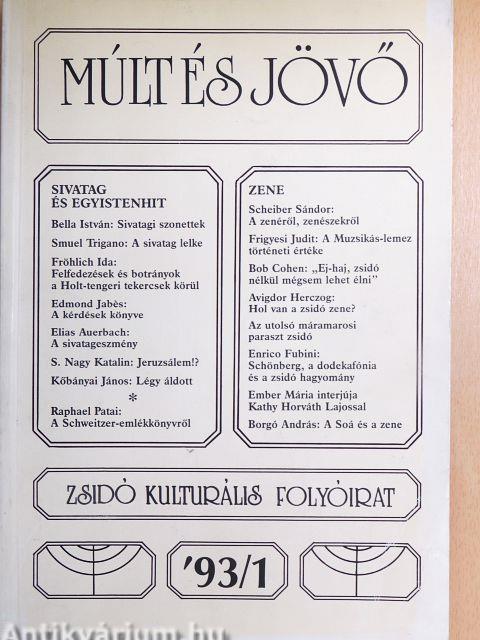 MÚLT ÉS JÖVŐ
SIVATAG
ÉS EGYISTENHIT
Bella István: Sivatagi szonettek
Smuel Trigano: A sivatag lelke
Fröhlich Ida:
Felfedezések és botrányok
a Holt-tengeri tekercsek körül
Edmond Jabès:
A kérdések könyve
Elias Auerbach:
A sivatageszmény
S. Nagy Katalin: Jeruzsálem!?
Kőbányai János: Légy áldott
*
Raphael Patai:
A Schweitzer-emlékkönyvről
ZENE
Scheiber Sándor:
A zenéről, zenészekről
Frigyesi Judit: A Muzsikás-lemez
történeti értéke
Bob Cohen: „Ej-haj, zsidó
nélkül mégsem lehet élni"
Avigdor Herczog:
Hol van a zsidó zene?
Az utolsó máramarosi
paraszt zsidó
Enrico Fubini:
Schönberg, a dodekafónia
és a zsidó hagyomány
Ember Mária interjúja
Kathy Horváth Lajossal
Borgó András: A Soá és a zene
ZSIDÓ KULTURÁLIS FOLYÓIRAT
'93/1
Antikvárium.hu